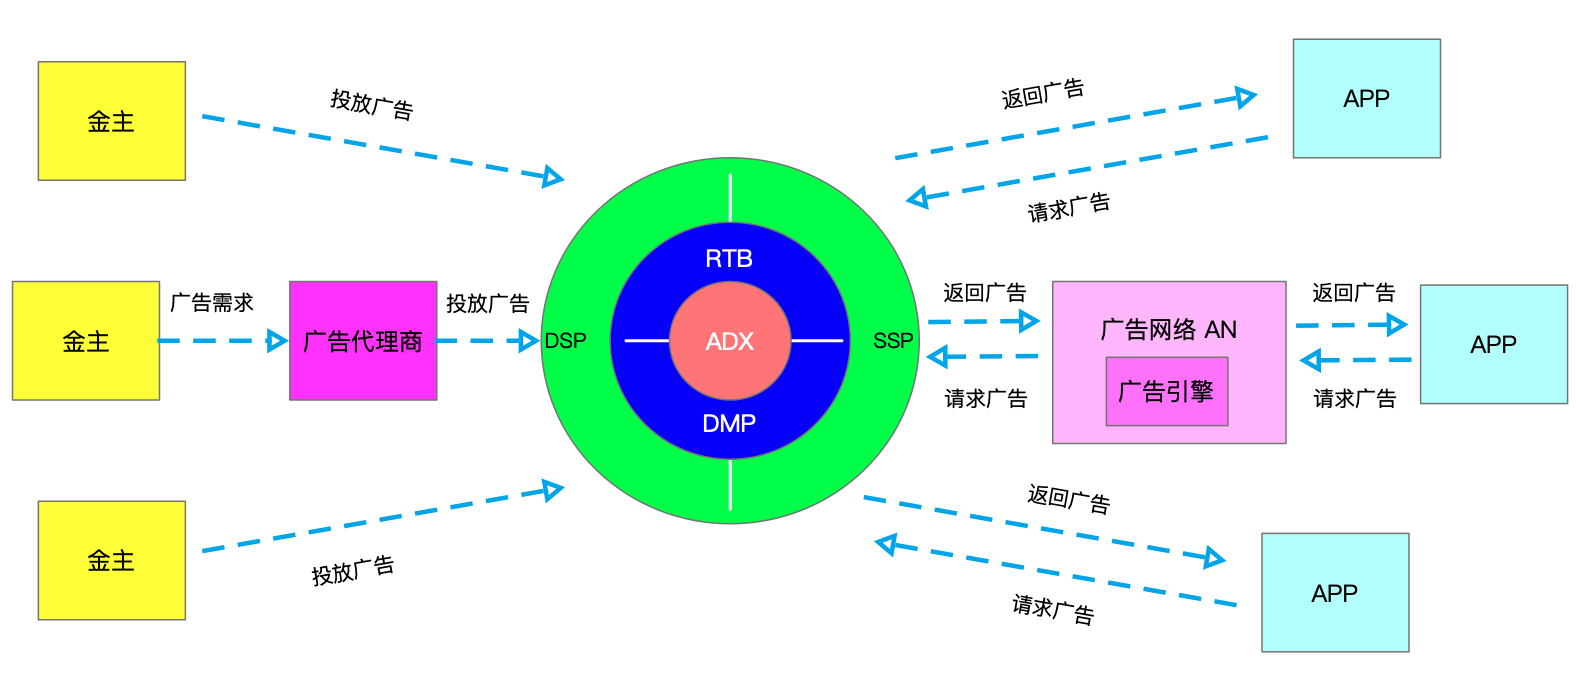 金主
投放广告
返回广告
APP
请求广告
金主
广告需求
广告代理商
投放广告
DSP
RTB
ADX
DMP
SSP
返回广告
请求广告
广告网络 AN
广告引擎
返回广告
请求广告
APP
金主
投放广告
返回广告
请求广告
APP